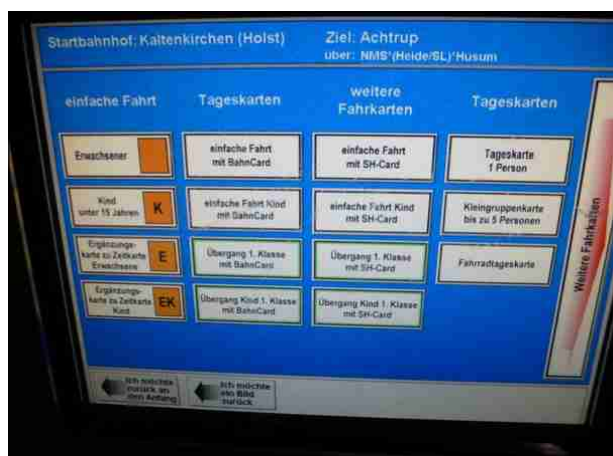 Startbahnhof: Kaltenkirchen (Holst)
Ziel: Achtrup
über: NMS*(Heide/SL)*Husum
einfache Fahrt
Tageskarten
weitere
Fahrkarten
Tageskarten
Erwachsener
einfache Fahrt
mit BahnCard
einfache Fahrt
mit SH-Card
Tageskarte
1 Person
Kind
unter 15 Jahren
K
einfache Fahrt Kind
mit BahnCard
einfache Fahrt Kind
mit SH-Card
Kleingruppenkarte
bis zu 5 Personen
Ergänzungs-
karte zu Zeitkarte
Erwachsene
E
Übergang 1. Klasse
mit BahnCard
Übergang 1. Klasse
mit SH-Card
Fahrradtageskarte
Ergänzungs-
karte zu Zeitkarte
Kind
EK
Übergang Kind 1. Klasse
mit BahnCard
Übergang Kind 1. Klasse
mit SH-Card
Weitere Fahrkarten
Ich möchte
zurück an
den Anfang
Ich möchte
ein Bild
zurück